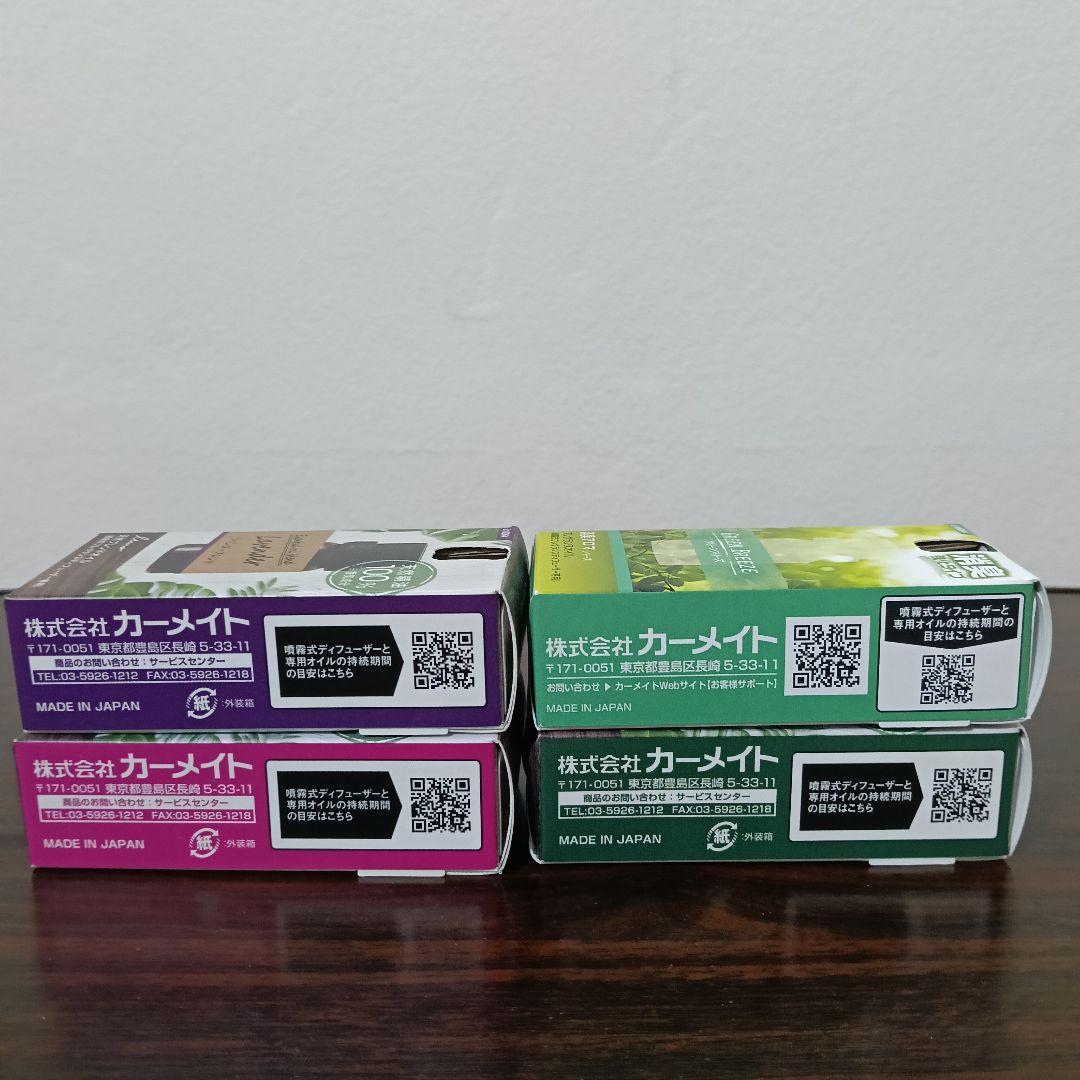 天然精油
100%
株式会社 カーメイト
〒171-0051 東京都豊島区長崎 5-33-11
商品のお問い合わせ：サービスセンター
TEL:03-5926-1212 FAX:03-5926-1218
MADE IN JAPAN
紙
:外装箱
噴霧式ディフューザーと
専用オイルの持続期間
の目安はこちら
GREEN BREEZE
消臭
株式会社 カーメイト
〒171-0051 東京都豊島区長崎 5-33-11
お問い合わせ ▶ カーメイトWebサイト【お客様サポート】
MADE IN JAPAN
噴霧式ディフューザーと
専用オイルの持続期間の
目安はこちら
株式会社 カーメイト
〒171-0051 東京都豊島区長崎 5-33-11
商品のお問い合わせ：サービスセンター
TEL:03-5926-1212 FAX:03-5926-1218
MADE IN JAPAN
紙
:外装箱
噴霧式ディフューザーと
専用オイルの持続期間
の目安はこちら
株式会社 カーメイト
〒171-0051 東京都豊島区長崎 5-33-11
商品のお問い合わせ：サービスセンター
TEL:03-5926-1212 FAX:03-5926-1218
MADE IN JAPAN
紙
:外装箱
噴霧式ディフューザーと
専用オイルの持続期間
の目安はこちら